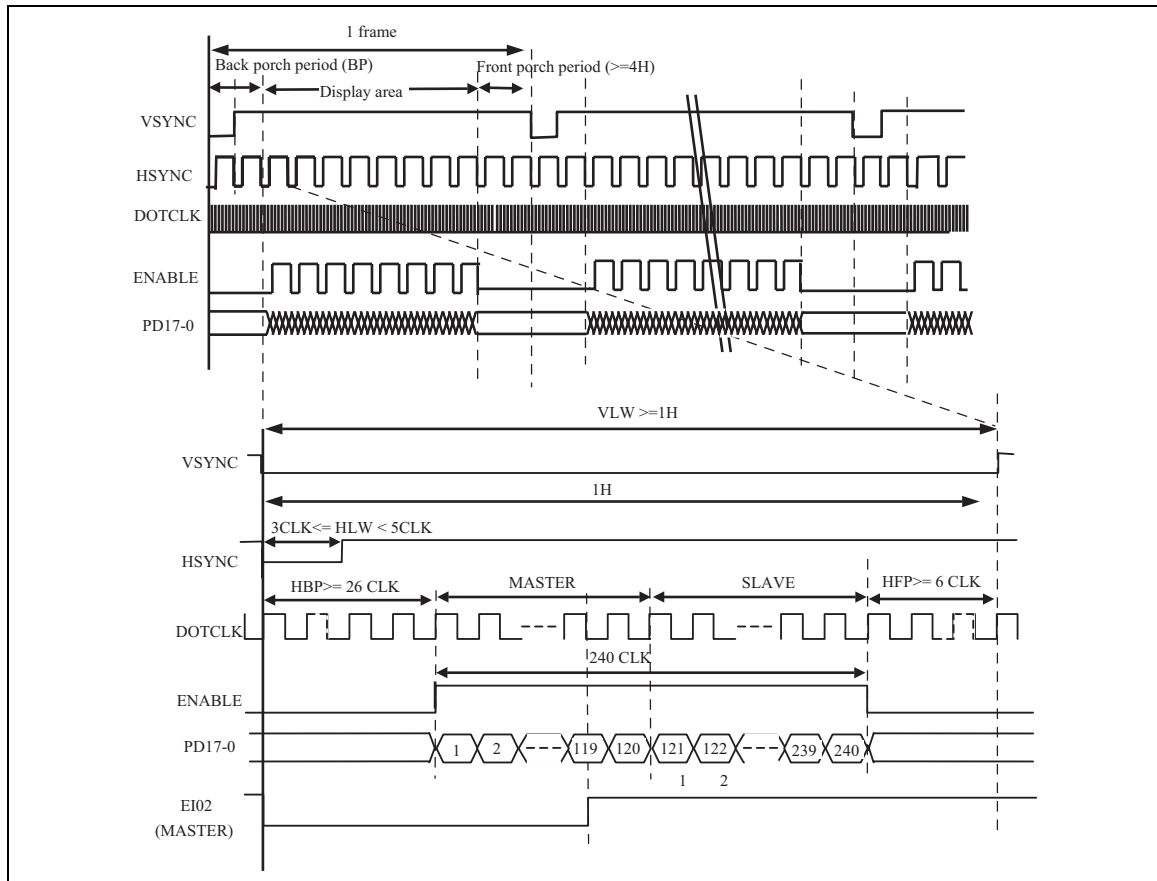 1 frame
Back porch period (BP)
Front porch period (>=4H)
Display area
VSYNC
HSYNC
DOTCLK
ENABLE
PD17-0
VLW >=1H
VSYNC
1H
3CLK<= HLW < 5CLK
HSYNC
HBP>= 26 CLK
MASTER
SLAVE
HFP>= 6 CLK
DOTCLK
240 CLK
ENABLE
PD17-0
1 2 119 120 121 122 239 240
1 2
EI02
(MASTER)